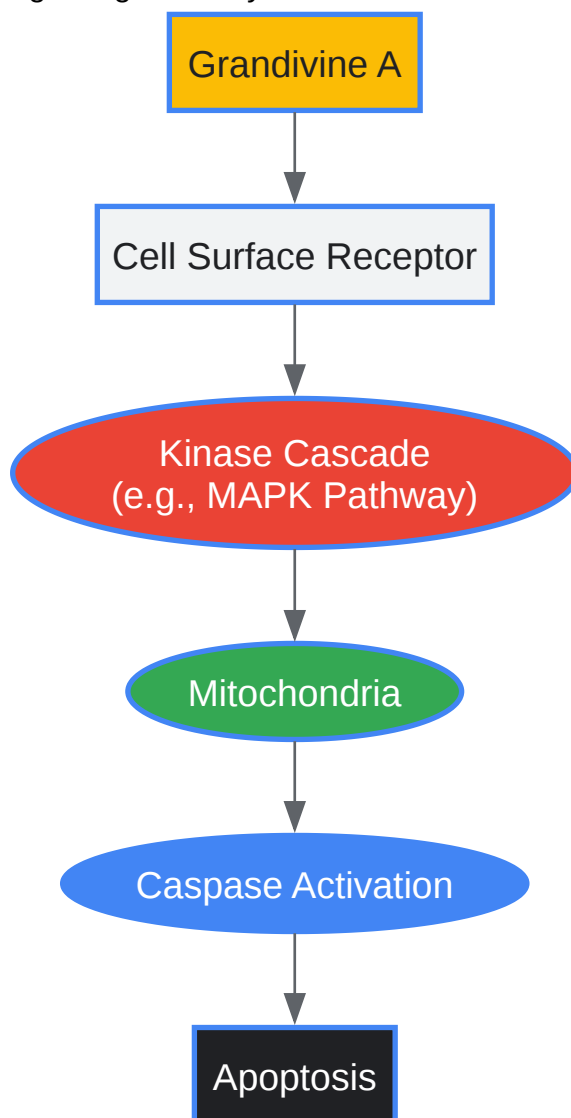 Grandivine A
Cell Surface Receptor
Kinase Cascade
(e.g., MAPK Pathway)
Mitochondria
Caspase Activation
Apoptosis